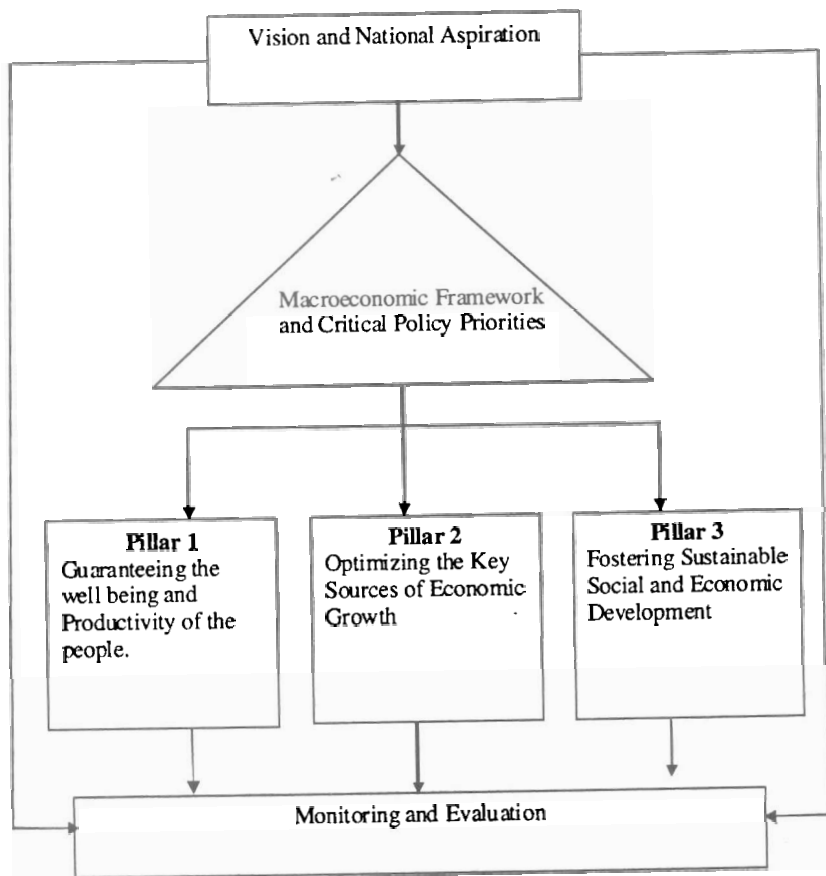 Vision and National Aspiration
Macroeconomic Framework
and Critical Policy Priorities
Pillar 1
Guaranteeing the
well being and
Productivity of the
people.
Pillar 2
Optimizing the Key
Sources of Economic
Growth
Pillar 3
Fostering Sustainable
Social and Economic
Development
Monitoring and Evaluation